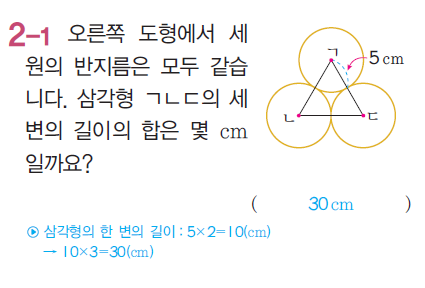 2-1 오른쪽 도형에서 세
원의 반지름은 모두 같습
니다. 삼각형 ㄱㄴㄷ의 세
변의 길이의 합은 몇 cm
일까요?
ㄱ
5 cm
ㄴ
ㄷ
( 30 cm )
▷ 삼각형의 한 변의 길이 : 5×2=10(cm)
→ 10×3=30(cm)